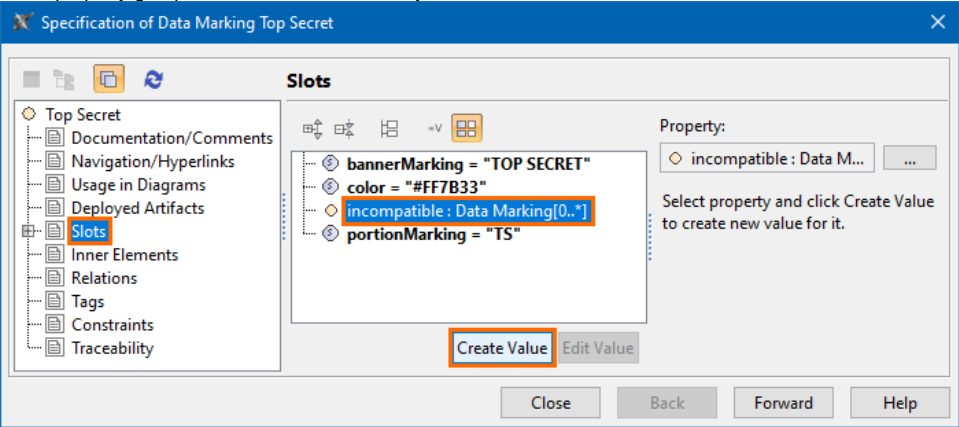 Specification of Data Marking Top Secret
Slots
Top Secret
Documentation/Comments
Navigation/Hyperlinks
Usage in Diagrams
Deployed Artifacts
Slots
Inner Elements
Relations
Tags
Constraints
Traceability
=V
bannerMarking = "TOP SECRET"
color = "#FF7B33"
incompatible : Data Marking[0..*]
portionMarking = "TS"
Create Value Edit Value
Property:
incompatible : Data M... ...
Select property and click Create Value
to create new value for it.
Close Back Forward Help